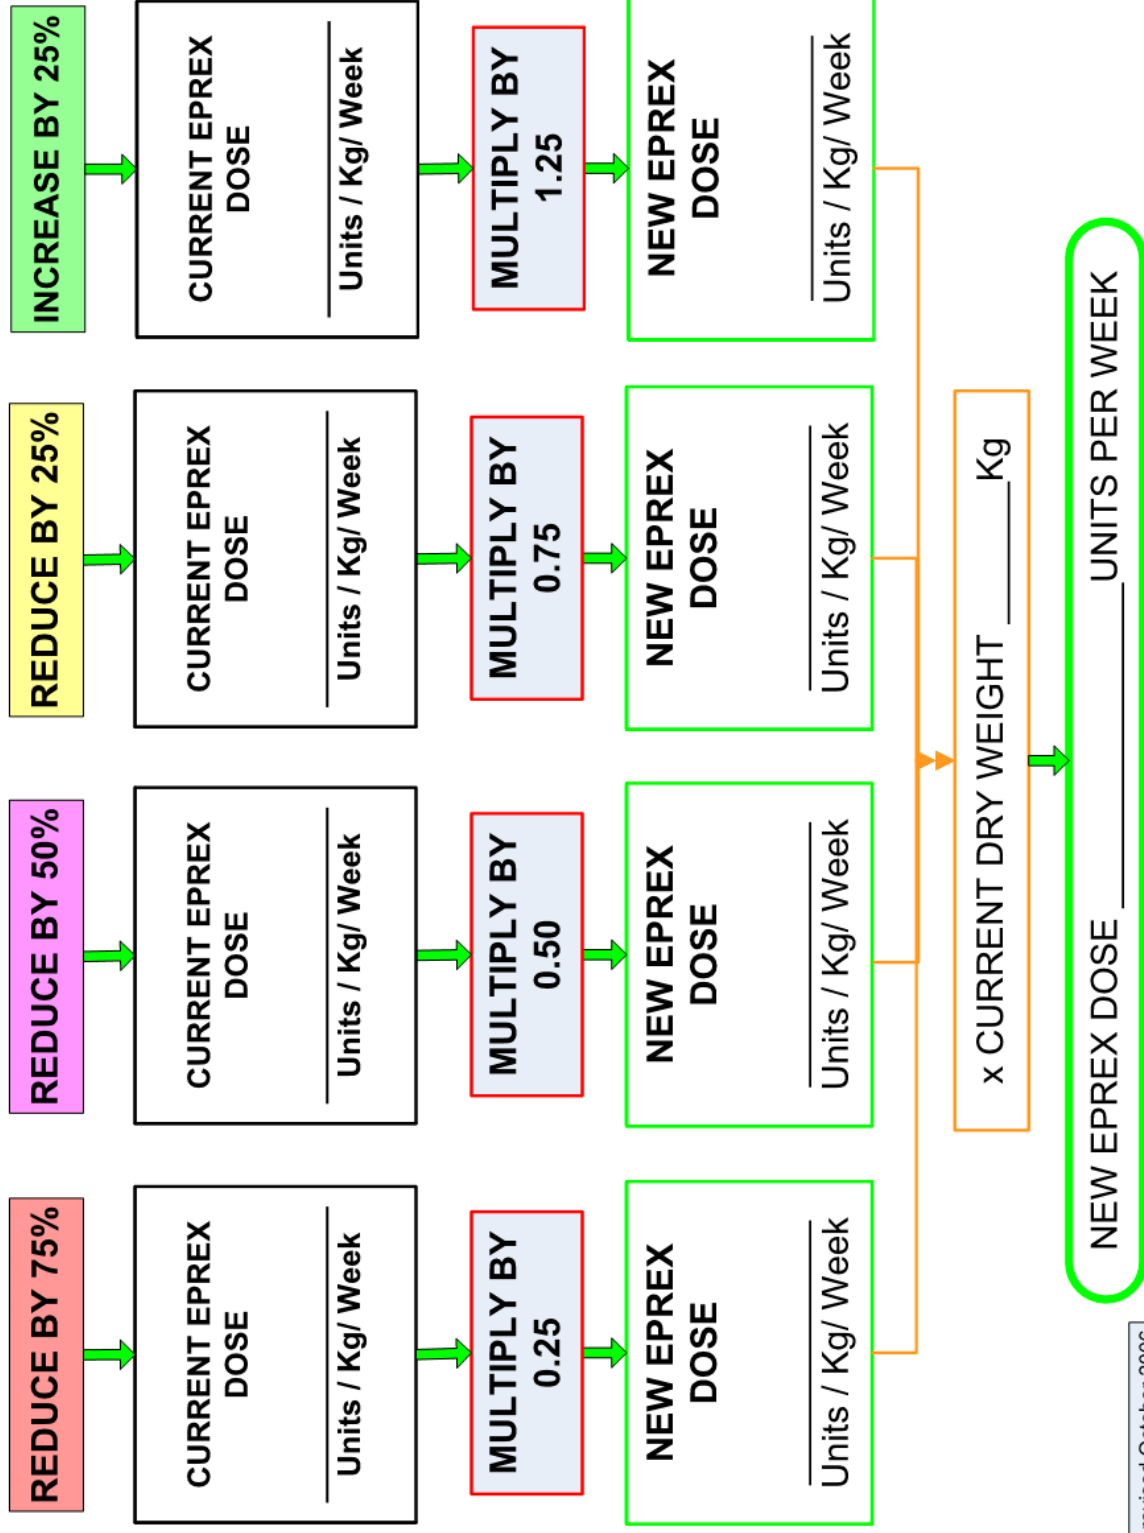 REDUCE BY 75%
CURRENT EPREX
DOSE
Units / Kg/ Week
MULTIPLY BY
0.25
NEW EPREX
DOSE
Units / Kg/ Week
REDUCE BY 50%
CURRENT EPREX
DOSE
Units / Kg/ Week
MULTIPLY BY
0.50
NEW EPREX
DOSE
Units / Kg/ Week
REDUCE BY 25%
CURRENT EPREX
DOSE
Units / Kg/ Week
MULTIPLY BY
0.75
NEW EPREX
DOSE
Units / Kg/ Week
INCREASE BY 25%
CURRENT EPREX
DOSE
Units / Kg/ Week
MULTIPLY BY
1.25
NEW EPREX
DOSE
Units / Kg/ Week
x CURRENT DRY WEIGHT ______Kg
NEW EPREX DOSE ______________ UNITS PER WEEK
October